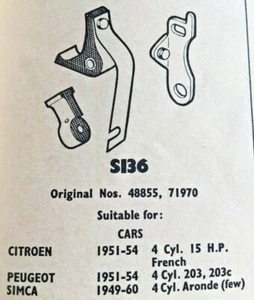 S136
Original Nos. 48855, 71970
Suitable for:
CARS
CITROEN 1951-54 4 Cyl. 15 H.P.
French
PEUGEOT 1951-54 4 Cyl. 203, 203c
SIMCA 1949-60 4 Cyl. Aronde (few)